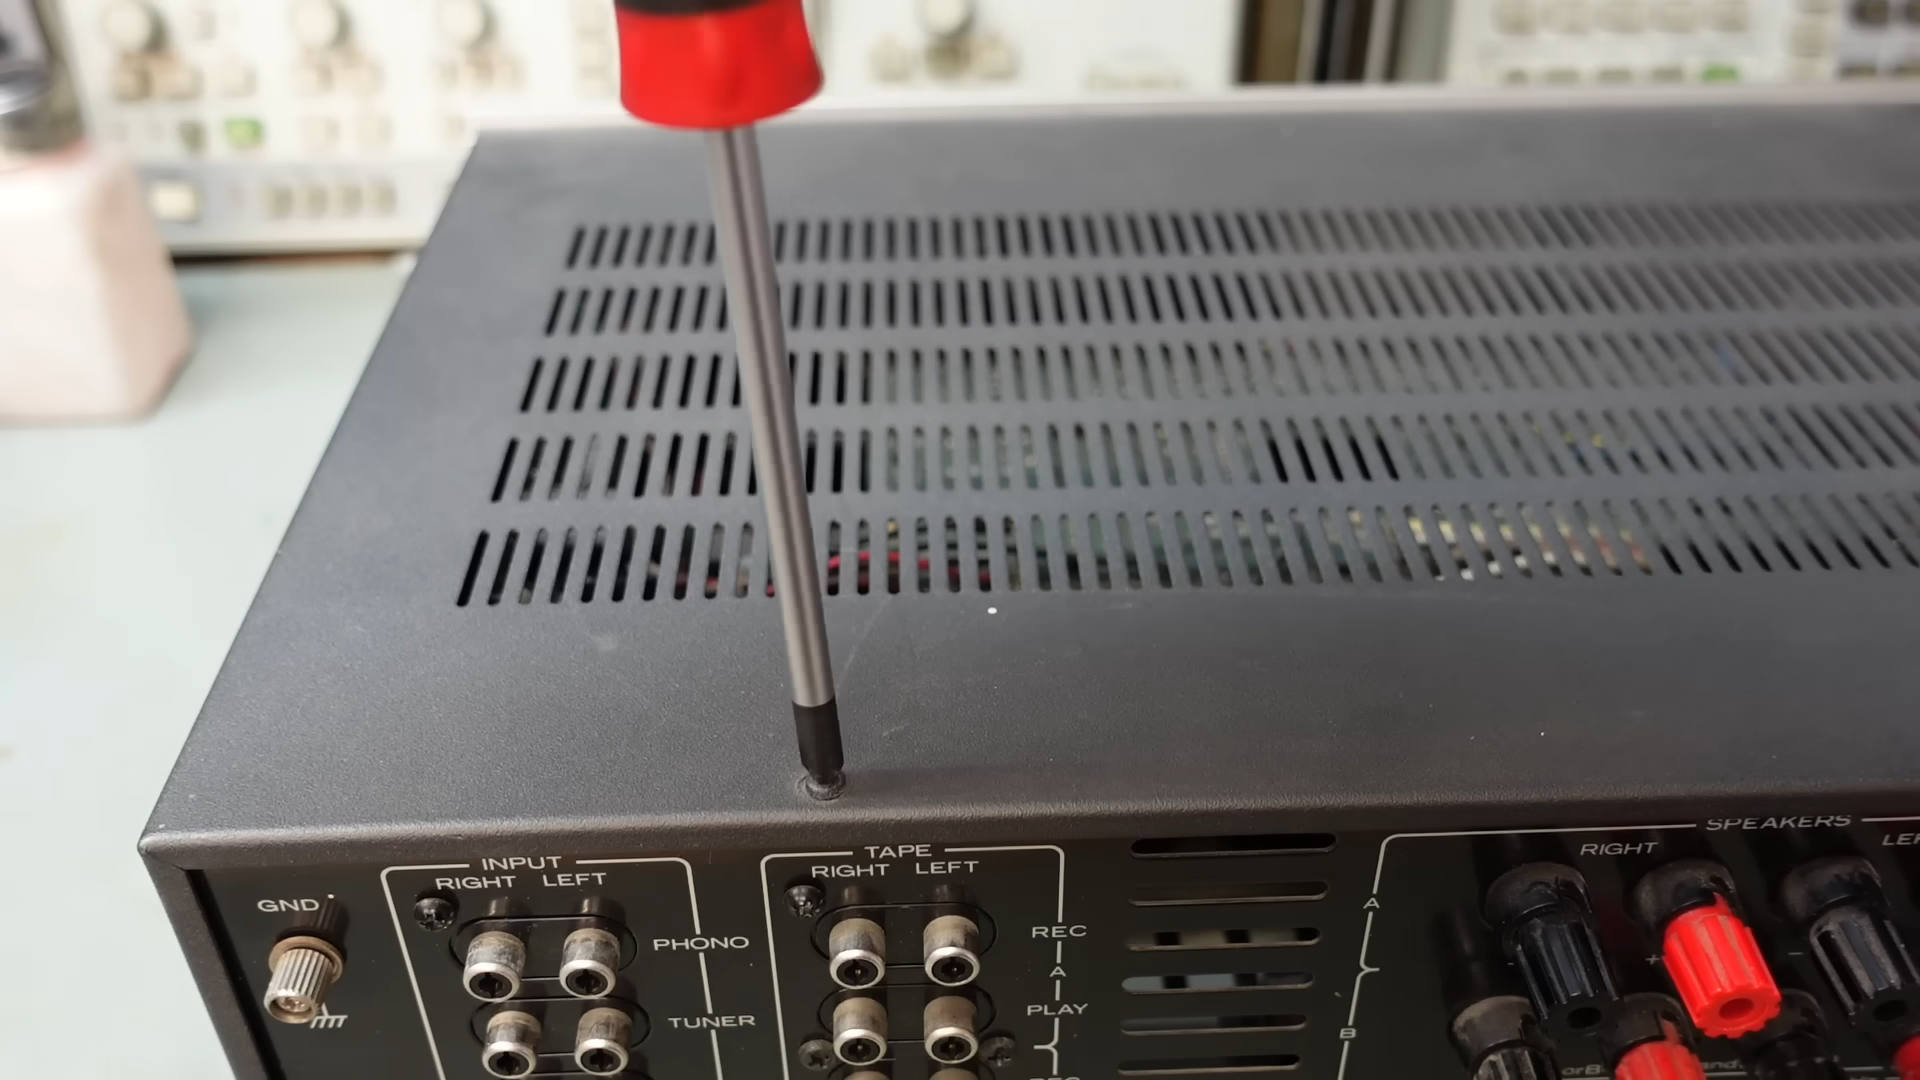 SPEAKERS
RIGHT
INPUT
RIGHT LEFT
TAPE
RIGHT LEFT
GND
PHONO
REC
A
A
PLAY
TUNER
B